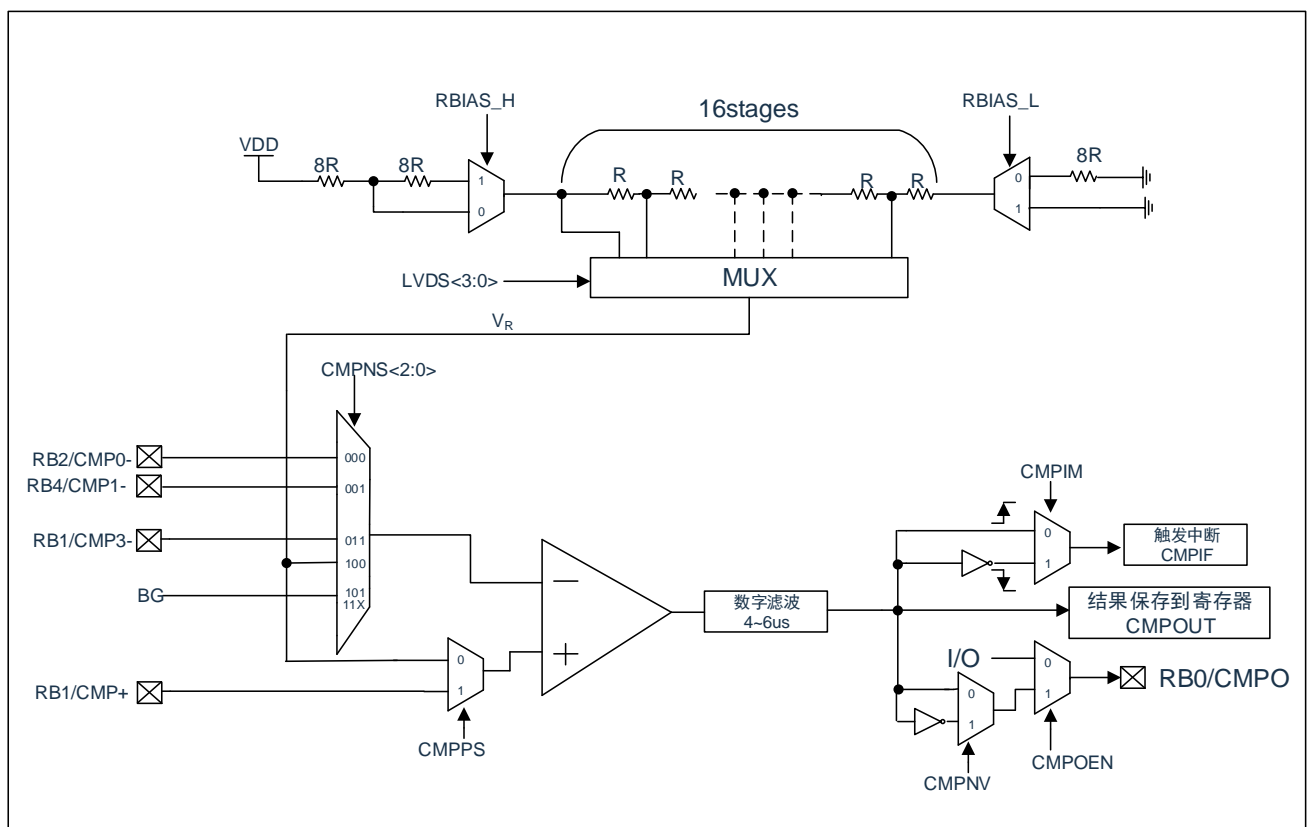 RBIAS_H
16stages
RBIAS_L
VDD
8R
8R
1
0
R
R
R
R
0
1
8R
LVDS<3:0>
MUX
VR
CMPNS<2:0>
RB2/CMP0-
000
RB4/CMP1-
001
RB1/CMP3-
011
100
BG
101
11X
RB1/CMP+
0
1
CMPPS
数字滤波
4~6us
CMPIM
0
1
触发中断
CMPIF
结果保存到寄存器
CMPOUT
I/O
0
1
0
1
RB0/CMPO
CMPNV
CMPOEN